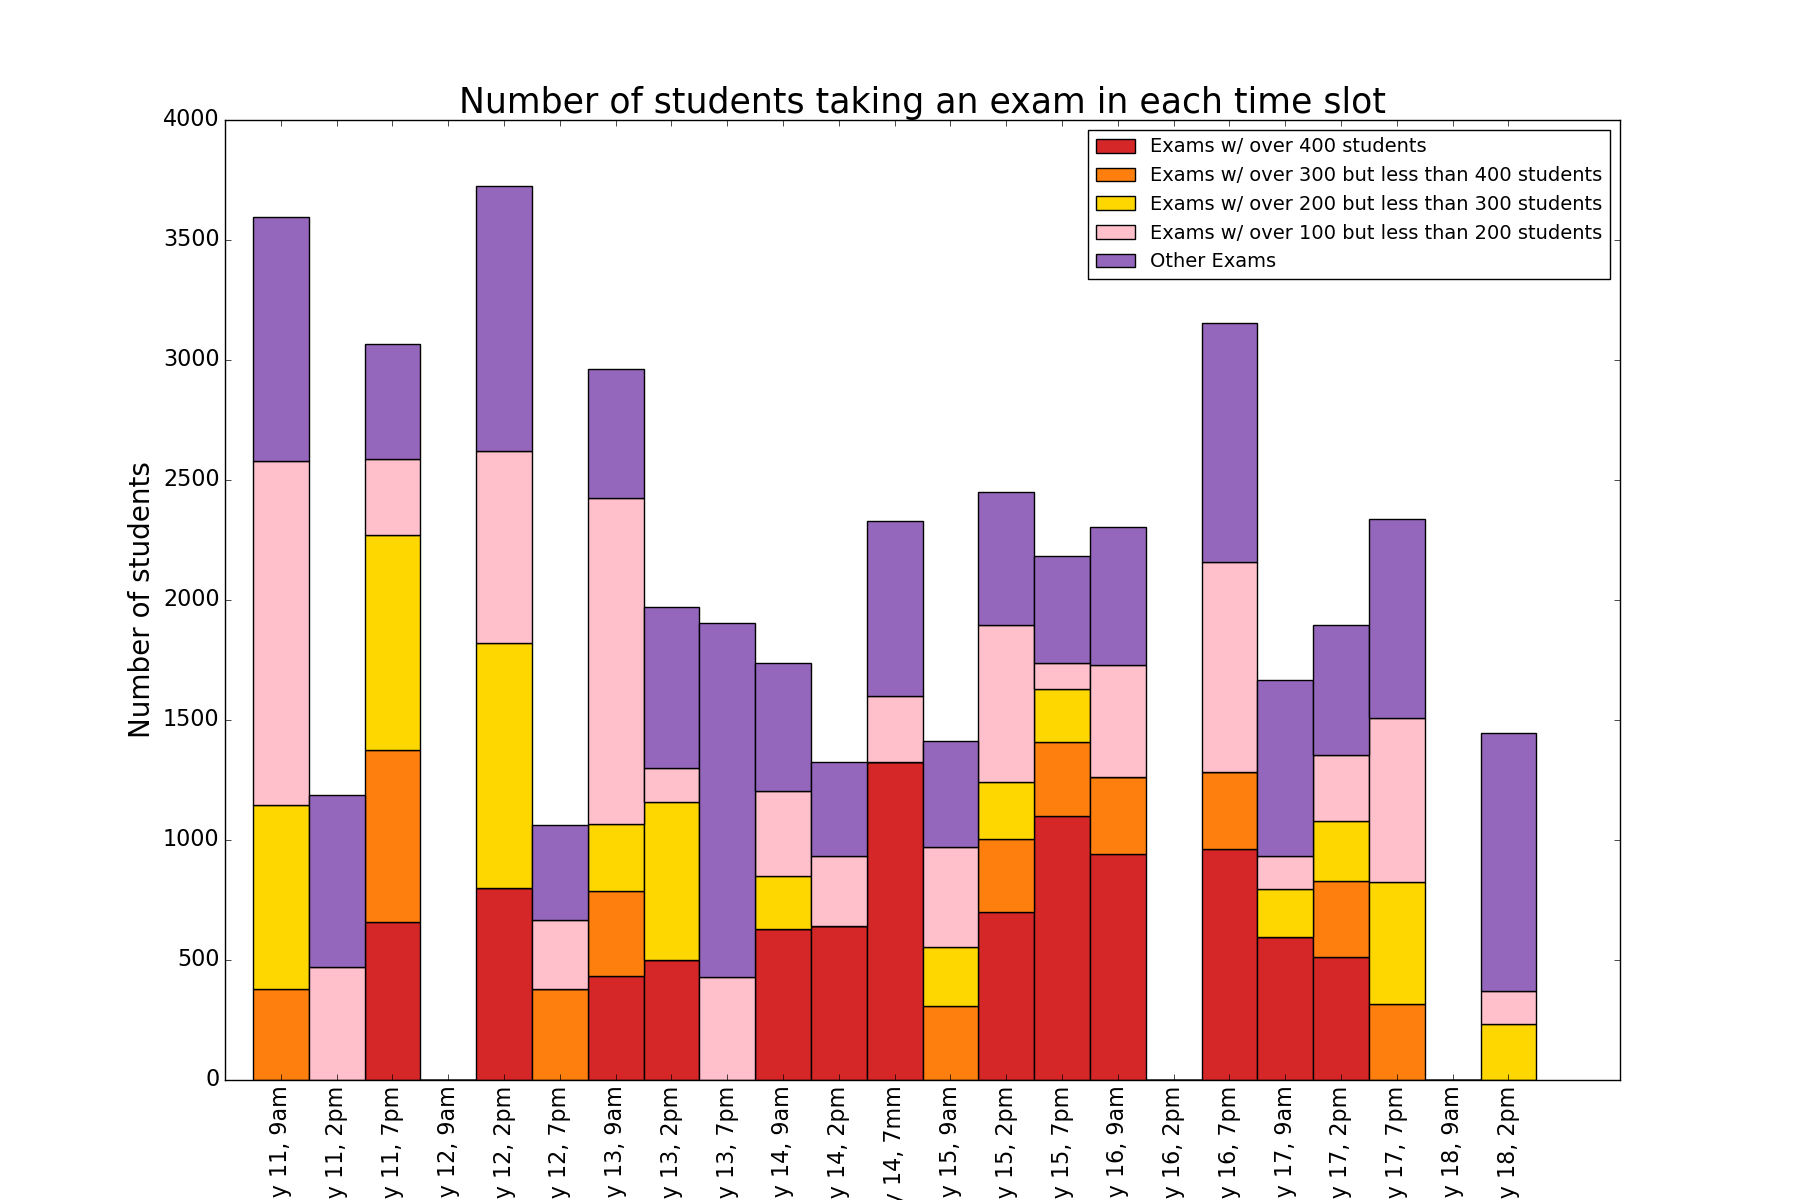 Number of students taking an exam in each time slot
Number of students
4000
3500
3000
2500
2000
1500
1000
500
0
Exams w/ over 400 students
Exams w/ over 300 but less than 400 students
Exams w/ over 200 but less than 300 students
Exams w/ over 100 but less than 200 students
Other Exams
y 11, 9am
y 11, 2pm
y 11, 7pm
y 12, 9am
y 12, 2pm
y 12, 7pm
y 13, 9am
y 13, 2pm
y 13, 7pm
y 14, 9am
y 14, 2pm
y 14, 7mm
y 15, 9am
y 15, 2pm
y 15, 7pm
y 16, 9am
y 16, 2pm
y 16, 7pm
y 17, 9am
y 17, 2pm
y 17, 7pm
y 18, 9am
y 18, 2pm